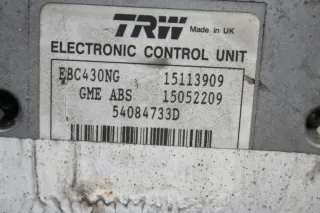 TRW Made in UK
ELECTRONIC CONTROL UNIT
EBC430NG 15113909
GME ABS 15052209
54084733D